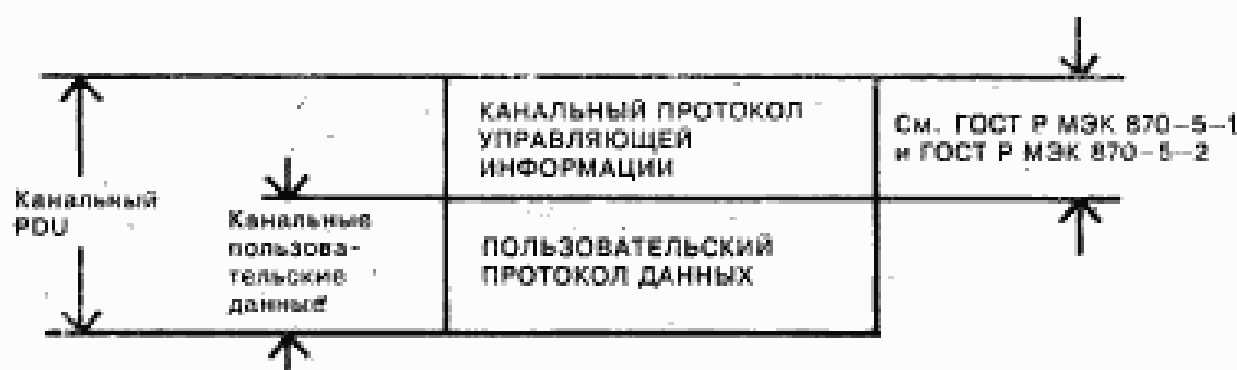 КАНАЛЬНЫЙ ПРОТОКОЛ
УПРАВЛЯЮЩЕЙ
ИНФОРМАЦИИ
См. ГОСТ Р МЭК 870-5-1
и ГОСТ Р МЭК 870-5-2
Канальный
PDU
Канальные
пользова-
тельские
данные
ПОЛЬЗОВАТЕЛЬСКИЙ
ПРОТОКОЛ ДАННЫХ